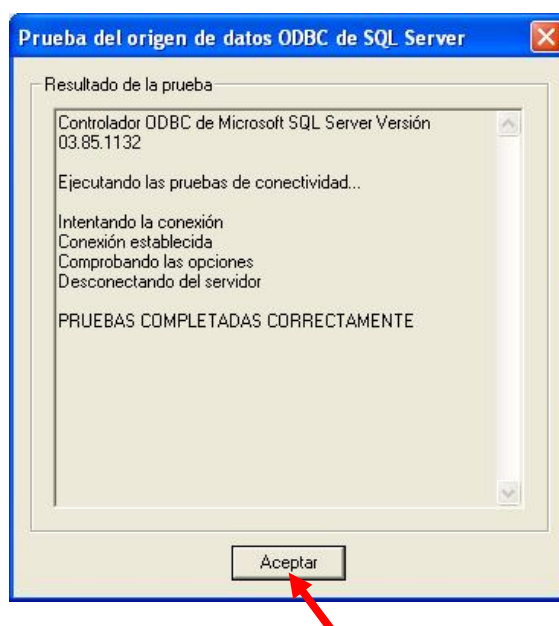 Prueba del origen de datos ODBC de SQL Server
Resultado de la prueba
Controlador ODBC de Microsoft SQL Server Versión
03.85.1132
Ejecutando las pruebas de conectividad...
Intentando la conexión
Conexión establecida
Comprobando las opciones
Desconectando del servidor
PRUEBAS COMPLETADAS CORRECTAMENTE
Aceptar